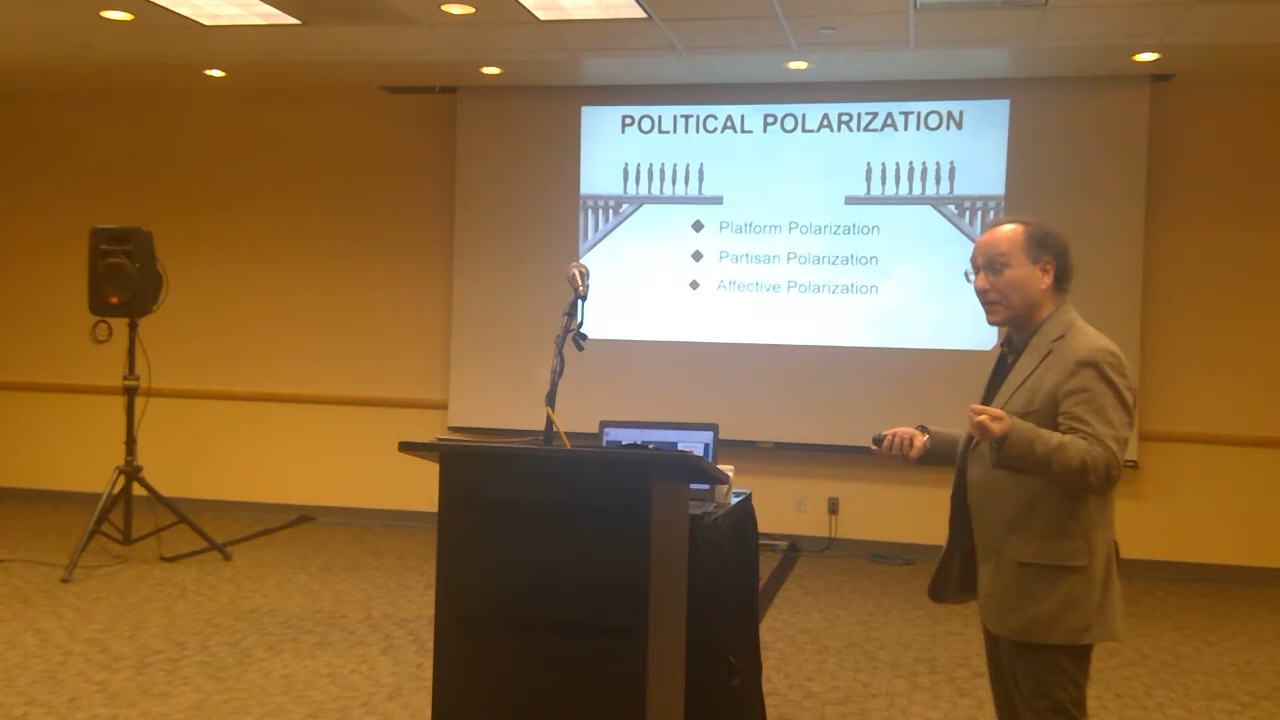 POLITICAL POLARIZATION
Platform Polarization
Partisan Polarization
Affective Polarization